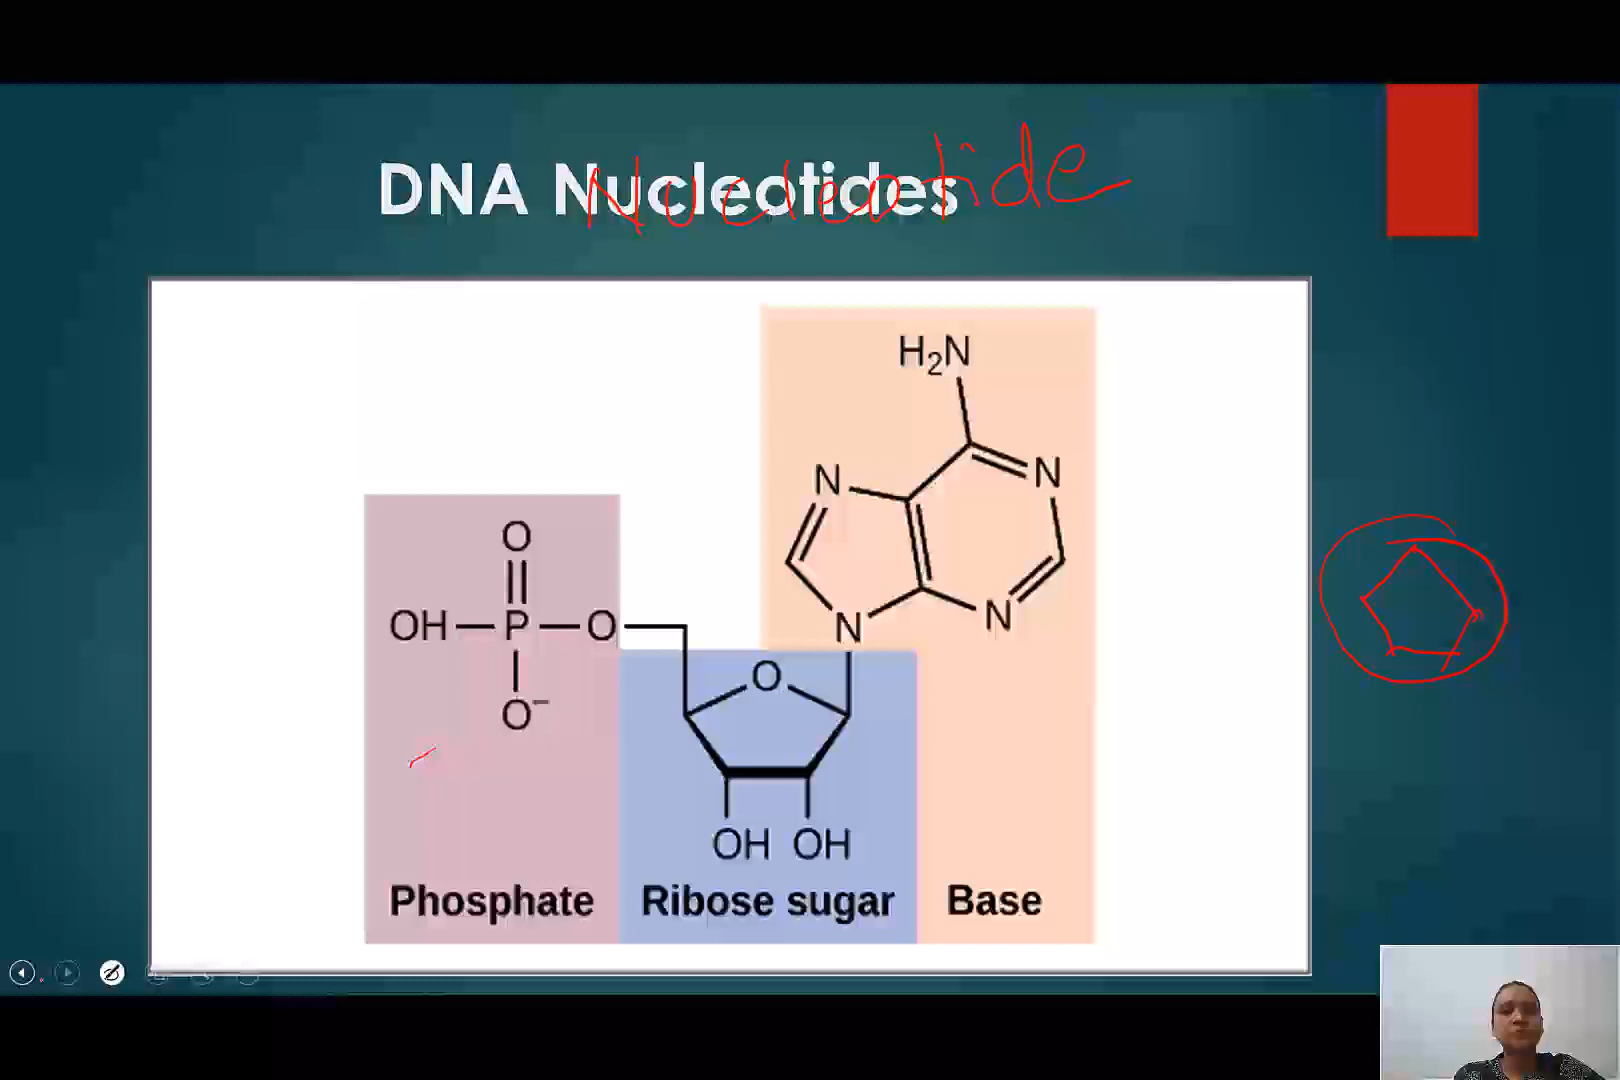 DNA Nucleotides
Nucleotide
H₂N
N N
O
OH P O N N
O
O⁻
OH OH
Phosphate Ribose sugar Base